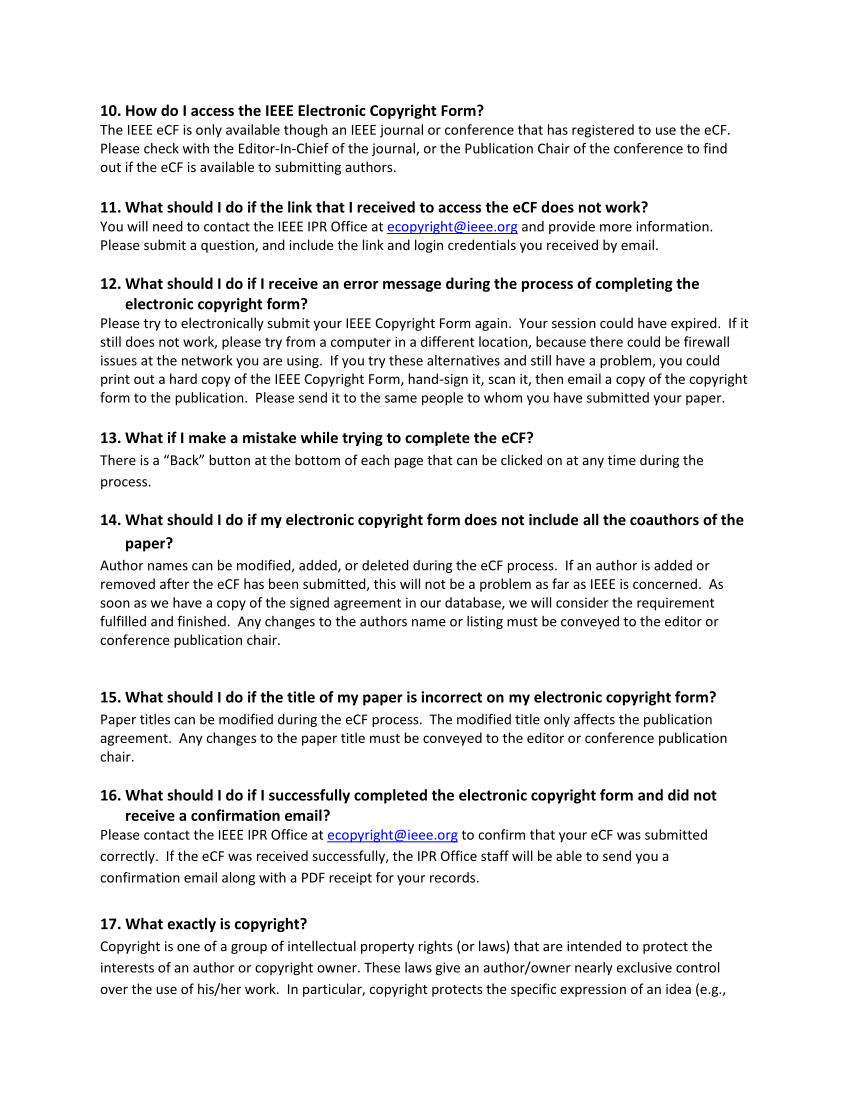 10. How do I access the IEEE Electronic Copyright Form?
The IEEE eCF is only available though an IEEE journal or conference that has registered to use the eCF.
Please check with the Editor-In-Chief of the journal, or the Publication Chair of the conference to find
out if the eCF is available to submitting authors.
11. What should I do if the link that I received to access the eCF does not work?
You will need to contact the IEEE IPR Office at ecopyright@ieee.org and provide more information.
Please submit a question, and include the link and login credentials you received by email.
12. What should I do if I receive an error message during the process of completing the
electronic copyright form?
Please try to electronically submit your IEEE Copyright Form again.  Your session could have expired.  If it
still does not work, please try from a computer in a different location, because there could be firewall
issues at the network you are using.  If you try these alternatives and still have a problem, you could
print out a hard copy of the IEEE Copyright Form, hand-sign it, scan it, then email a copy of the copyright
form to the publication.  Please send it to the same people to whom you have submitted your paper.
13. What if I make a mistake while trying to complete the eCF?
There is a “Back” button at the bottom of each page that can be clicked on at any time during the
process.
14. What should I do if my electronic copyright form does not include all the coauthors of the
paper?
Author names can be modified, added, or deleted during the eCF process.  If an author is added or
removed after the eCF has been submitted, this will not be a problem as far as IEEE is concerned.  As
soon as we have a copy of the signed agreement in our database, we will consider the requirement
fulfilled and finished.  Any changes to the authors name or listing must be conveyed to the editor or
conference publication chair.
15. What should I do if the title of my paper is incorrect on my electronic copyright form?
Paper titles can be modified during the eCF process.  The modified title only affects the publication
agreement.  Any changes to the paper title must be conveyed to the editor or conference publication
chair.
16. What should I do if I successfully completed the electronic copyright form and did not
receive a confirmation email?
Please contact the IEEE IPR Office at ecopyright@ieee.org to confirm that your eCF was submitted
correctly.  If the eCF was received successfully, the IPR Office staff will be able to send you a
confirmation email along with a PDF receipt for your records.
17. What exactly is copyright?
Copyright is one of a group of intellectual property rights (or laws) that are intended to protect the
interests of an author or copyright owner. These laws give an author/owner nearly exclusive control
over the use of his/her work.  In particular, copyright protects the specific expression of an idea (e.g.,